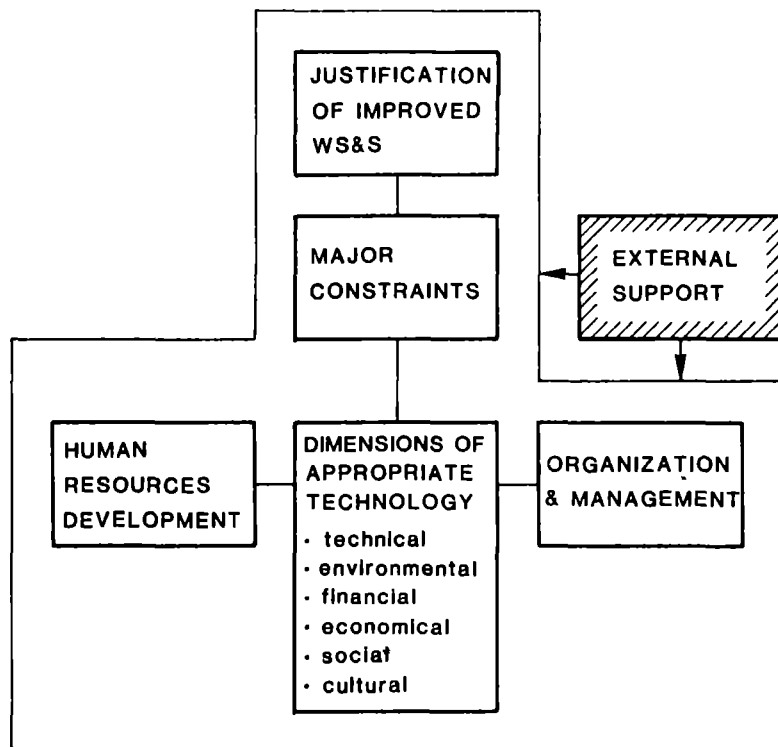 JUSTIFICATION
OF IMPROVED
WS&S
MAJOR
CONSTRAINTS
EXTERNAL
SUPPORT
HUMAN
RESOURCES
DEVELOPMENT
DIMENSIONS OF
APPROPRIATE
TECHNOLOGY
· technical
· environmental
· financial
· economical
· social
· cultural
ORGANIZATION
& MANAGEMENT